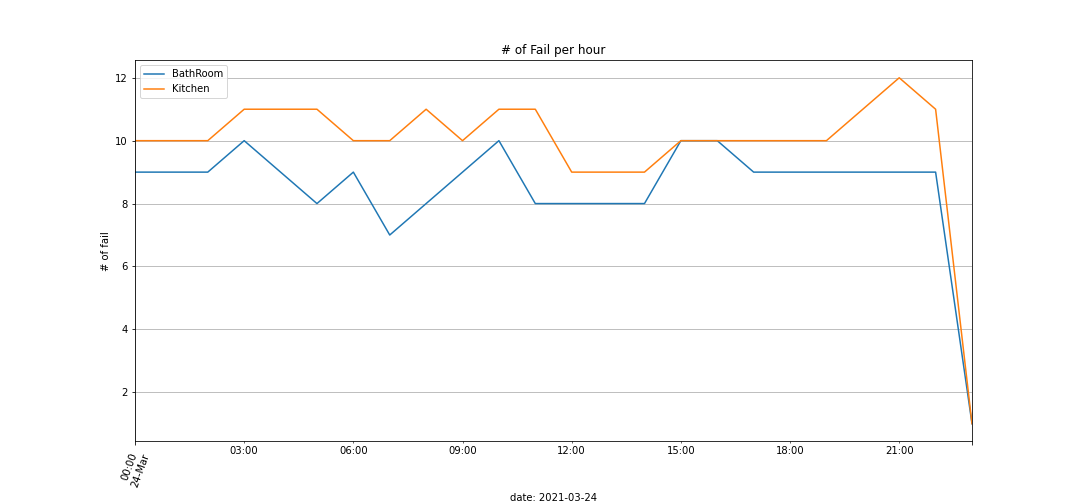 # of Fail per hour
BathRoom
Kitchen
12
10
8
6
4
2
# of fail
00:00
24-Mar
03:00
06:00
09:00
12:00
15:00
18:00
21:00
date: 2021-03-24